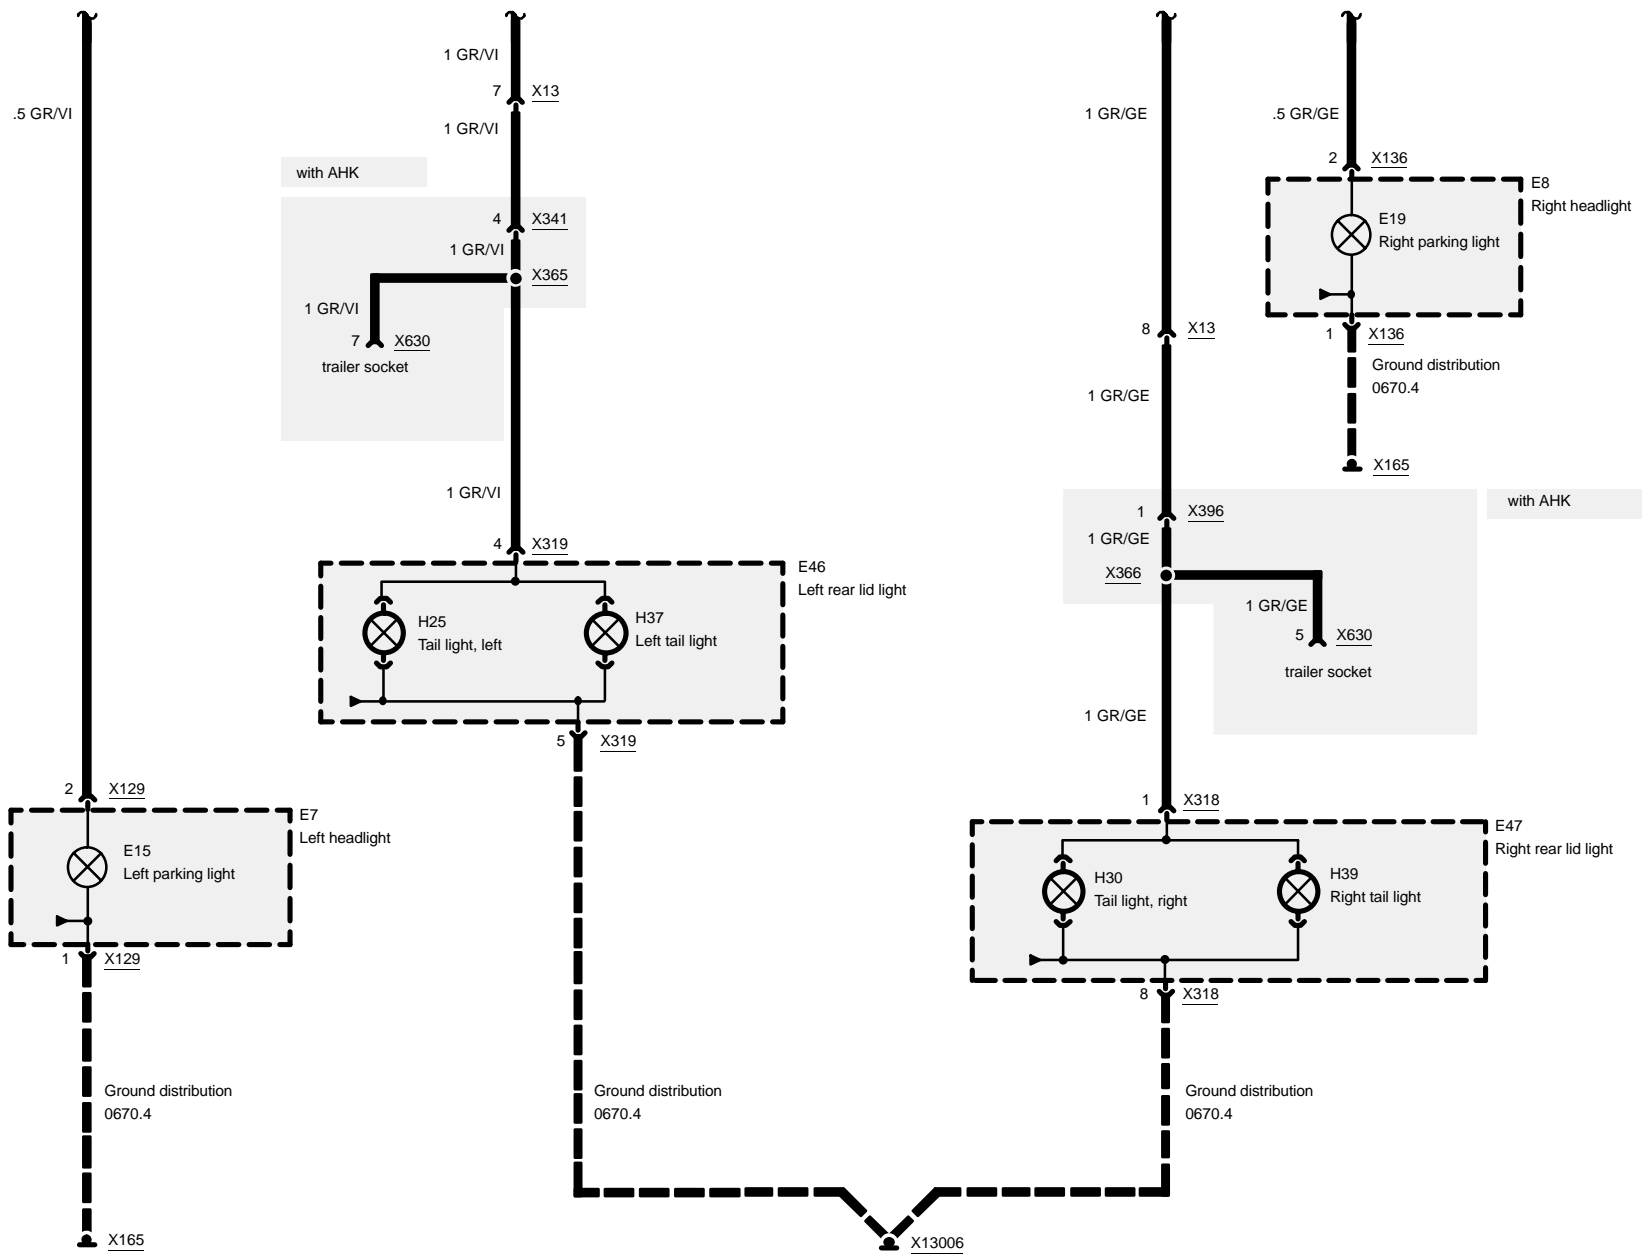 .5 GR/VI
1 GR/VI
7 X13
1 GR/VI
with AHK
4 X341
1 GR/VI
X365
1 GR/VI
7 X630
trailer socket
1 GR/VI
4 X319
E46
Left rear lid light
H25
Tail light, left
H37
Left tail light
5 X319
2 X129
E7
Left headlight
E15
Left parking light
1 X129
Ground distribution
0670.4
X165
Ground distribution
0670.4
1 GR/GE
.5 GR/GE
2 X136
E8
Right headlight
E19
Right parking light
1 X136
Ground distribution
0670.4
X165
8 X13
1 GR/GE
with AHK
1 X396
1 GR/GE
X366
1 GR/GE
5 X630
trailer socket
1 GR/GE
1 X318
E47
Right rear lid light
H30
Tail light, right
H39
Right tail light
8 X318
Ground distribution
0670.4
X13006